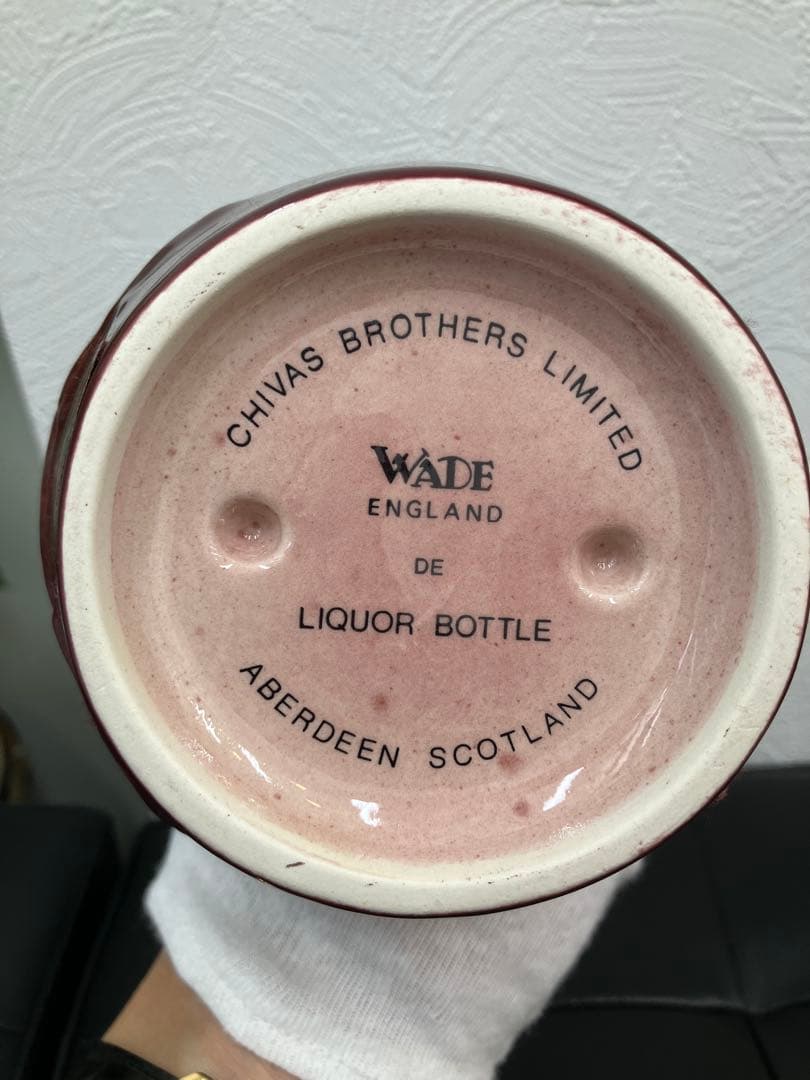 CHIVAS BROTHERS LIMITED
WADE
ENGLAND
DE
LIQUOR BOTTLE
ABERDEEN SCOTLAND